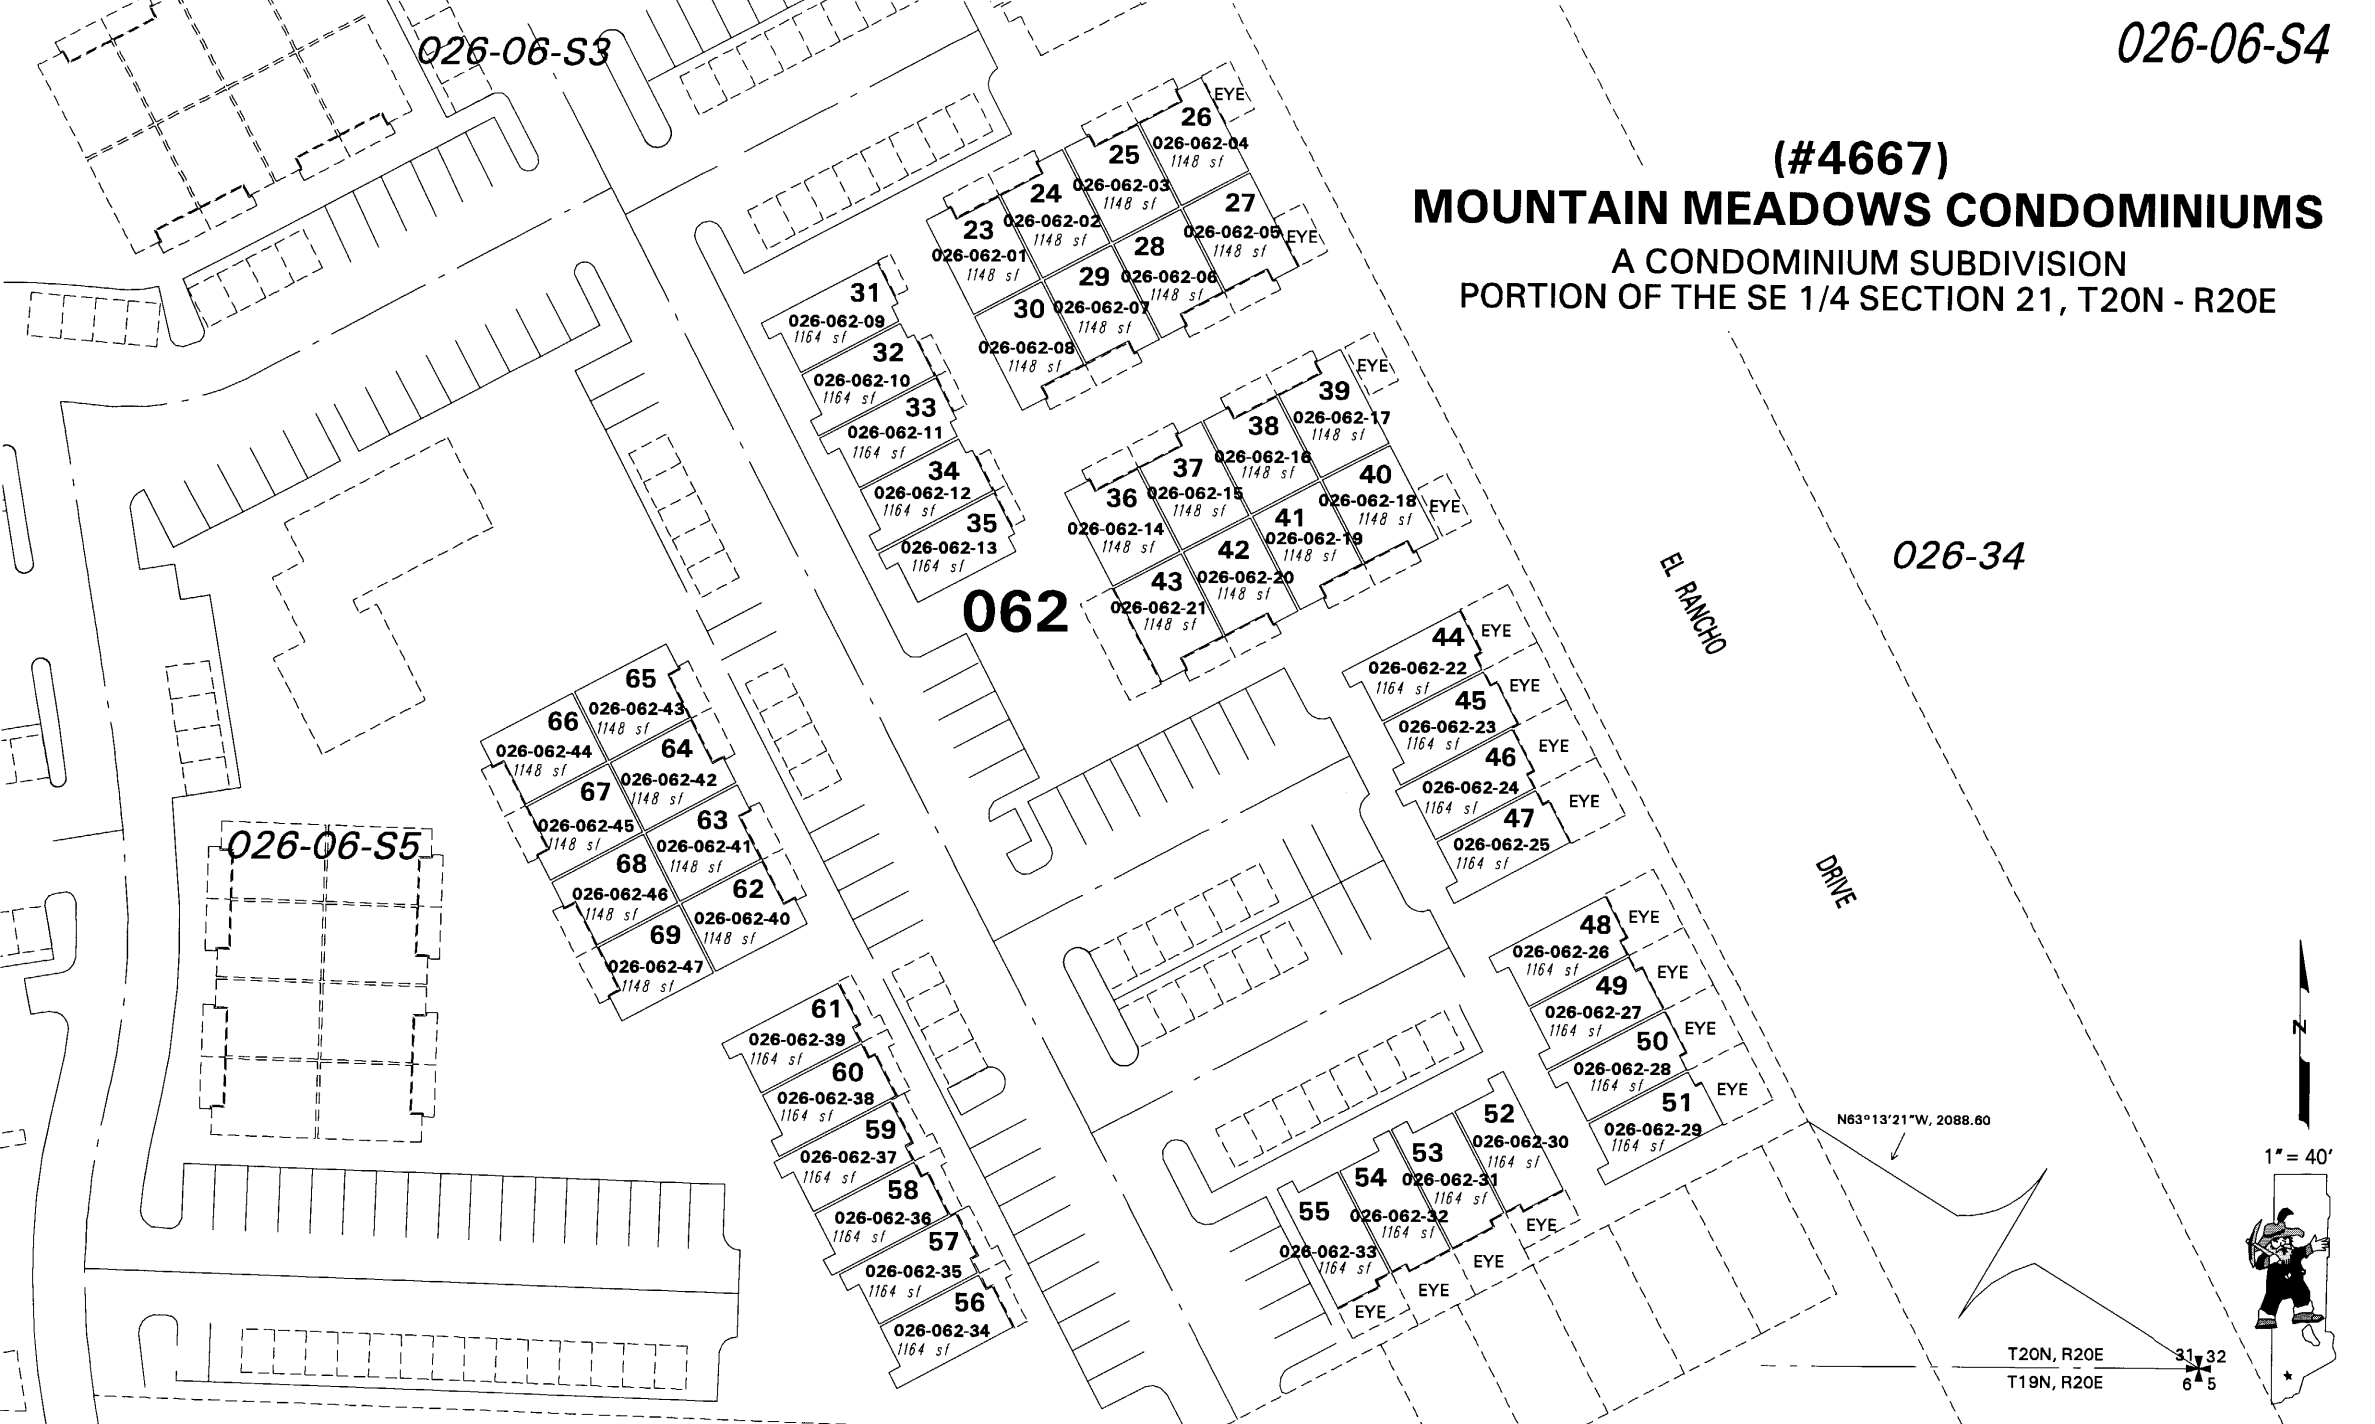 026-06-S3
026-06-S4
(#4667)
MOUNTAIN MEADOWS CONDOMINIUMS
A CONDOMINIUM SUBDIVISION
PORTION OF THE SE 1/4 SECTION 21, T20N - R20E
23
026-062-01
1148 sf
24
026-062-02
1148 sf
25
026-062-03
1148 sf
26
026-062-04
1148 sf
EYE
27
026-062-05
1148 sf
EYE
28
026-062-06
1148 sf
29
026-062-07
1148 sf
30
026-062-08
1148 sf
31
026-062-09
1164 sf
32
026-062-10
1164 sf
33
026-062-11
1164 sf
34
026-062-12
1164 sf
35
026-062-13
1164 sf
36
026-062-14
1148 sf
37
026-062-15
1148 sf
38
026-062-16
1148 sf
39
026-062-17
1148 sf
EYE
40
026-062-18
1148 sf
EYE
41
026-062-19
1148 sf
42
026-062-20
1148 sf
43
026-062-21
1148 sf
062
026-34
EL RANCHO
DRIVE
44
026-062-22
1164 sf
EYE
45
026-062-23
1164 sf
EYE
46
026-062-24
1164 sf
EYE
47
026-062-25
1164 sf
EYE
48
026-062-26
1164 sf
EYE
49
026-062-27
1164 sf
EYE
50
026-062-28
1164 sf
EYE
51
026-062-29
1164 sf
EYE
52
026-062-30
1164 sf
EYE
53
026-062-31
1164 sf
EYE
54
026-062-32
1164 sf
EYE
55
026-062-33
1164 sf
EYE
65
026-062-43
1148 sf
66
026-062-44
1148 sf
64
026-062-42
1148 sf
67
026-062-45
1148 sf
63
026-062-41
1148 sf
68
026-062-46
1148 sf
62
026-062-40
1148 sf
69
026-062-47
1148 sf
026-06-S5
61
026-062-39
1164 sf
60
026-062-38
1164 sf
59
026-062-37
1164 sf
58
026-062-36
1164 sf
57
026-062-35
1164 sf
56
026-062-34
1164 sf
N63º13'21"W, 2088.60
N
1" = 40'
T20N, R20E
T19N, R20E
31 32
6 5